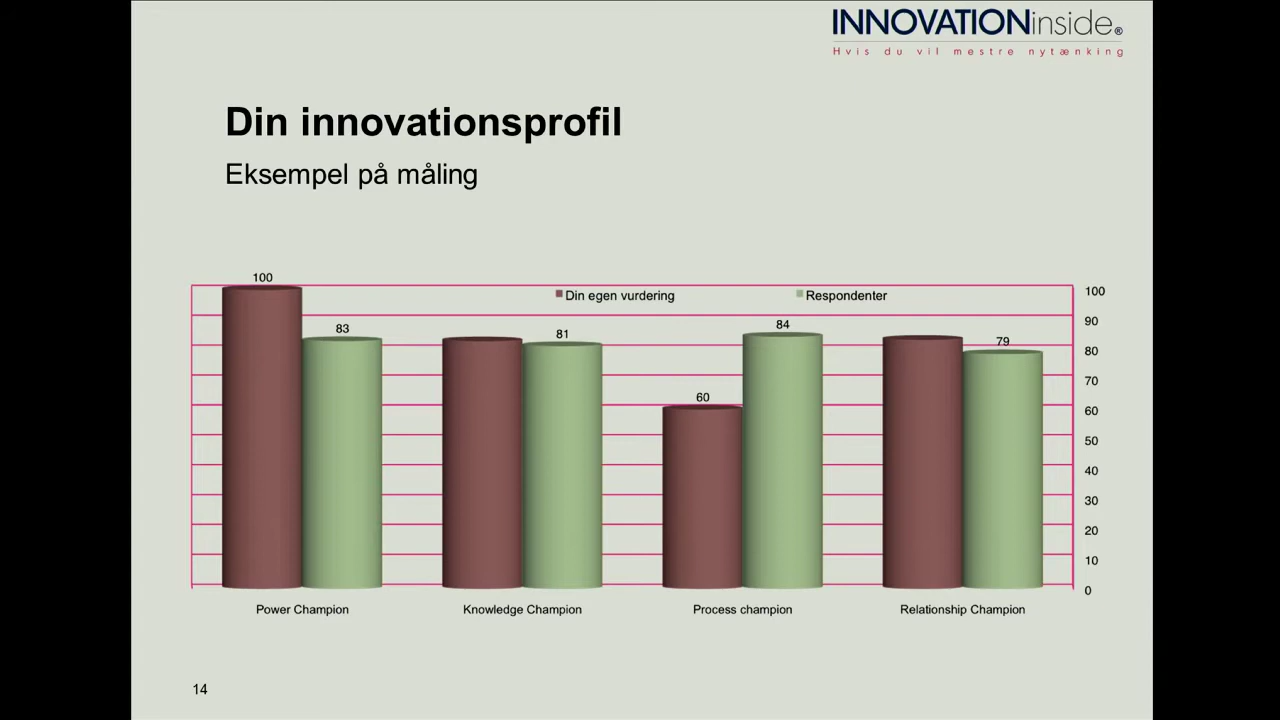 INNOVATIONinside®
Hvis du vil mestre nytænking
Din innovationsprofil
Eksempel på måling
100
83
81
60
84
79
Din egen vurdering
Respondenter
100
90
80
70
60
50
40
30
20
10
0
Power Champion
Knowledge Champion
Process champion
Relationship Champion
14